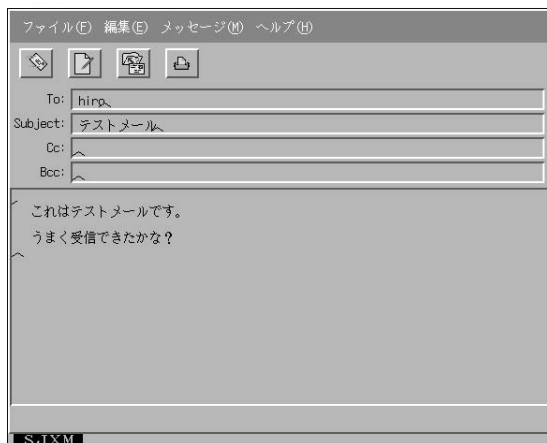 ファイル(F) 編集(E) メッセージ(M) ヘルプ(H)
To: hiro
Subject: テストメール
Cc:
Bcc:
これはテストメールです。
うまく受信できたかな？
SJXM